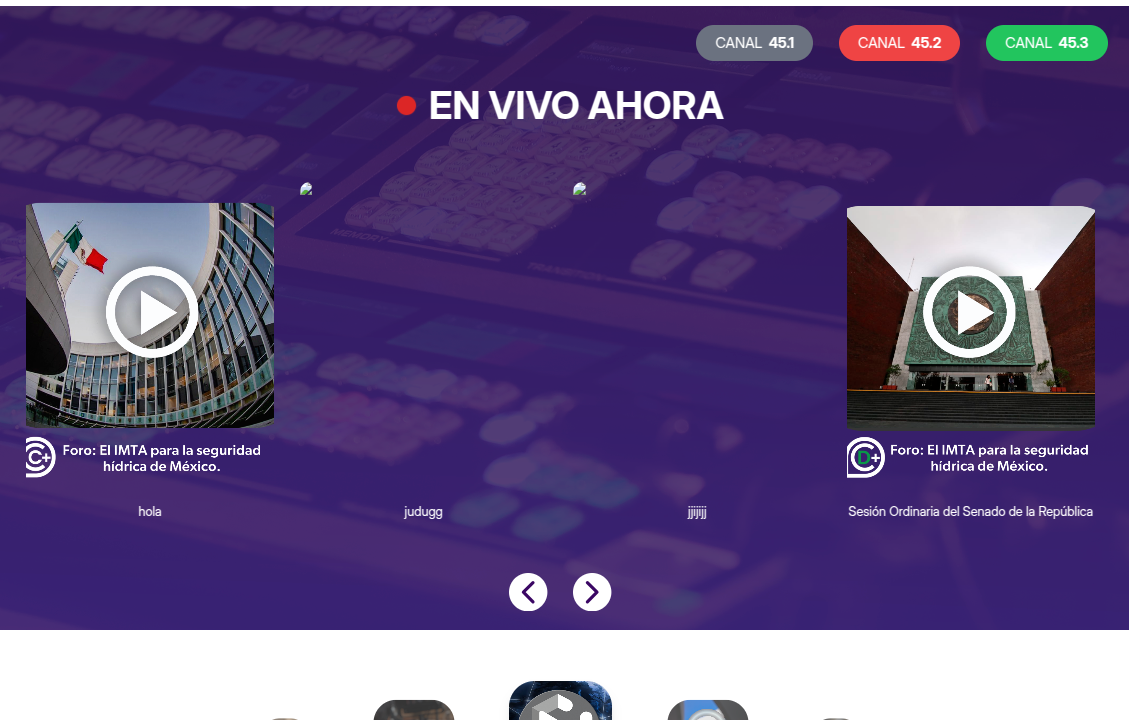 CANAL 45.1
CANAL 45.2
CANAL 45.3
EN VIVO AHORA
C+
Foro: El IMTA para la seguridad
hídrica de México.
CD+
Foro: El IMTA para la seguridad
hídrica de México.
hola
judugg
jjijijj
Sesión Ordinaria del Senado de la República